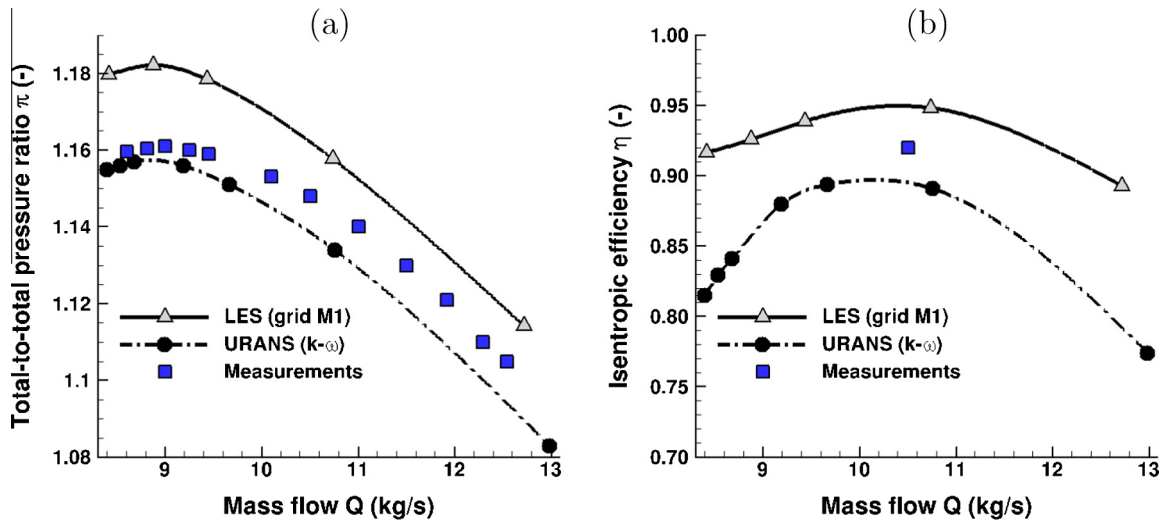 (a)
Total-to-total pressure ratio π (-)
1.18
1.16
1.14
1.12
1.1
1.08
LES (grid M1)
URANS (k-ω)
Measurements
9 10 11 12 13
Mass flow Q (kg/s)
(b)
Isentropic efficiency η (-)
1.00
0.95
0.90
0.85
0.80
0.75
0.70
LES (grid M1)
URANS (k-ω)
Measurements
9 10 11 12 13
Mass flow Q (kg/s)